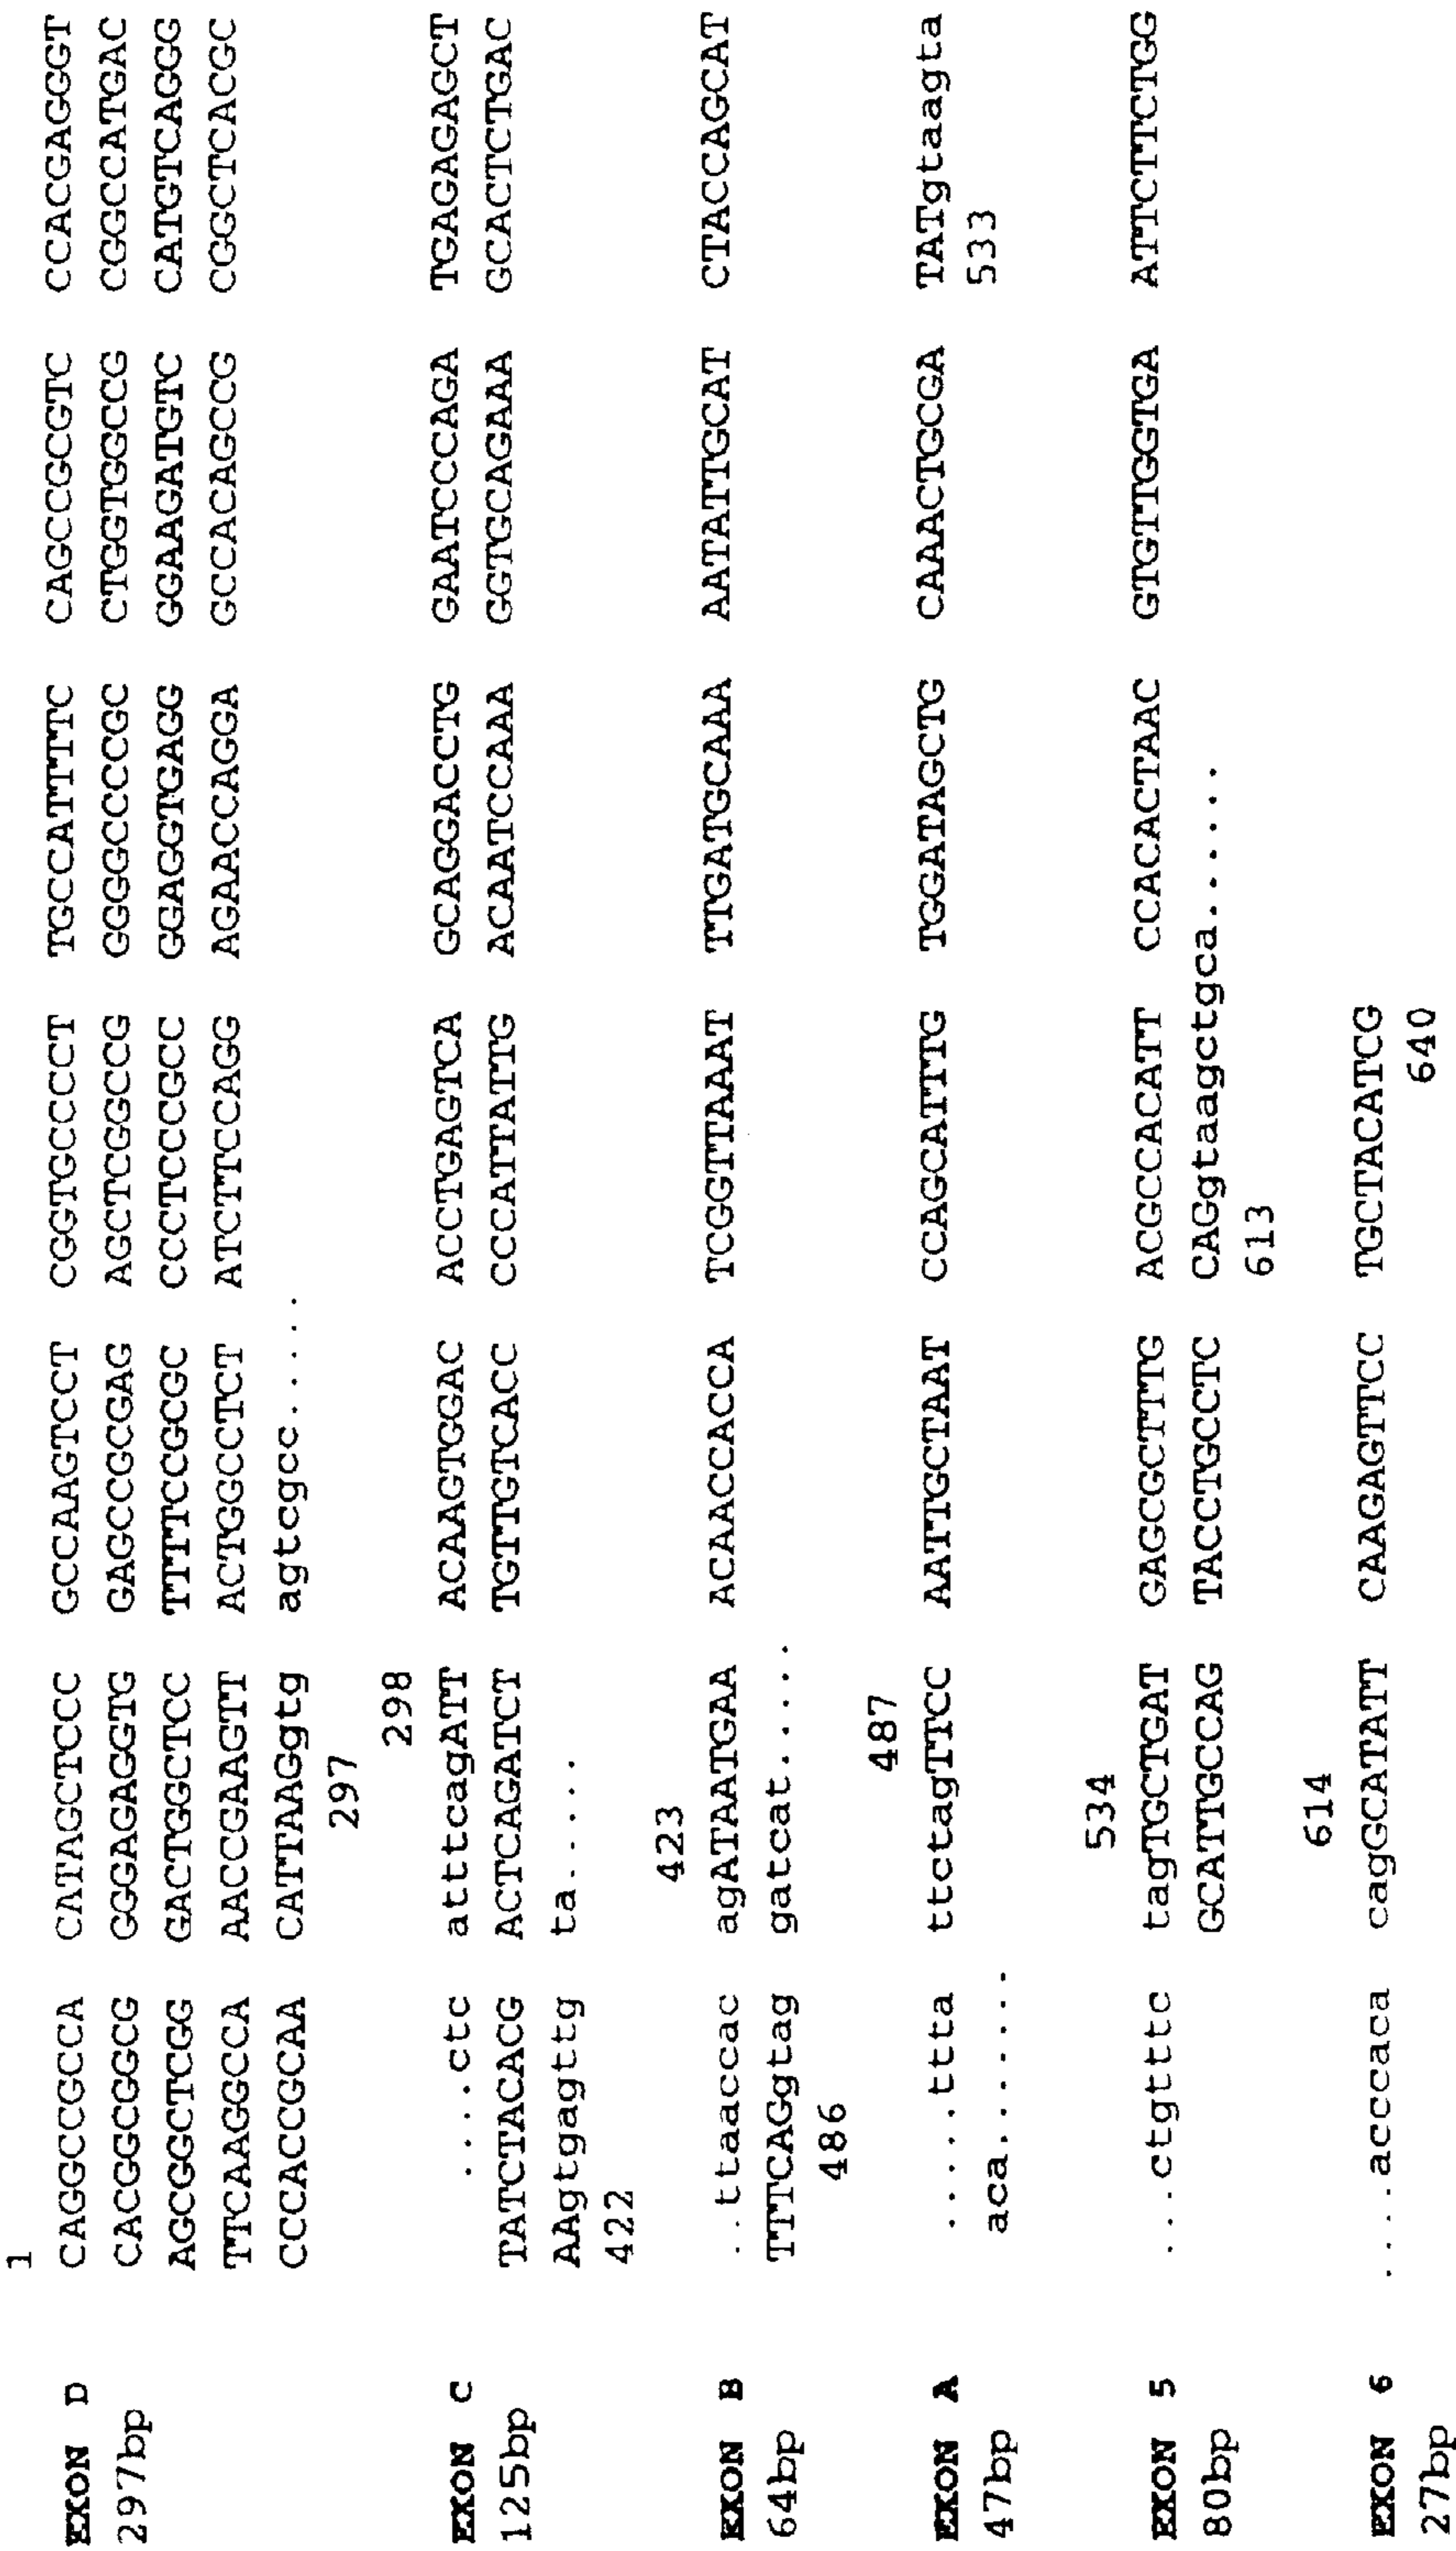 1
EXON D CAGGCCGCCA CATAGCTCCC GCCAAGTCCT CGGTGCCCCT TGCCATTTTC CAGCCGCGTC CCACGAGGGT
297bp CACGGCGGCG GGGAGAGGTG GAGCCGCGAG AGCTCGGCCG GGGGCCCCGC CTGGTGGCCG CGGCCATGAC
AGCGGCTCGG GACTGGCTCC TTTTCCGCGC CCCTCCCGCC GGAGGTGAGG GGAAGATGTC CATGTCAGGG
TTCAAGGCCA AACCGAAGTT ACTGGCCTCT ATCTTCCAGG AGAACCAGGA GCCACAGCCG CGGCTCACGC
CCCACCGCAA CATTAAGgtg agtcgcc......
297
298
EXON C .....ctc atttcagATT ACAAGTGGAC ACCTGAGTCA GCAGGACCTG GAATCCCAGA TGAGAGAGCT
125bp TATCTACACG ACTCAGATCT TGTTGTCACC CCCATTATTG ACAATCCAAA GGTGCAGAAA GCACTCTGAC
AAgtgagttg ta.....
422
423
EXON B ..ttaaccac agATAATGAA ACAACCACCA TCGGTTAAAT TTGATGCAAA AATATTGCAT CTACCAGCAT
64bp TTTCAGgtag gatcat.....
486
487
EXON A ......ttta ttctagTTCC AATTGCTAAT CCAGCATTTG TGGATAGCTG CAAACTGCGA TATgtaagta
47bp aca....... 533
534
EXON 5 ....ctgtttc tagTGCTGAT GAGCGCTTTG ACGCCACATT CCACACTAAC GTGTTGGTGA ATTCTTCTGG
80bp GCATTGCCAG TACCTGCCTC CAGgtaagctgca.......
613
614
EXON 6 ....acccaca cagGCATATT CAAGAGTTCC TGCTACATCG
27bp 640